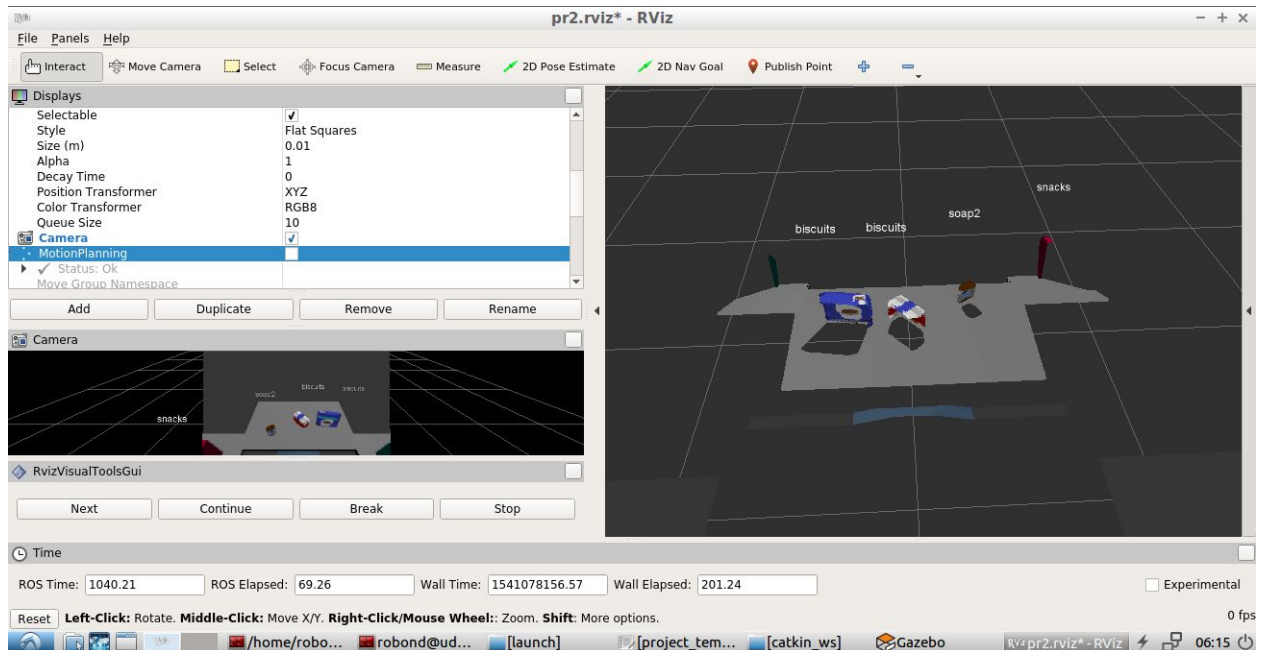 pr2.rviz* - RViz
File Panels Help
Interact Move Camera Select Focus Camera Measure 2D Pose Estimate 2D Nav Goal Publish Point
Displays
Selectable
Style Flat Squares
Size (m) 0.01
Alpha 1
Decay Time 0
Position Transformer XYZ
Color Transformer RGB8
Queue Size 10
Camera
MotionPlanning
Status: Ok
Move Group Namespace
Add Duplicate Remove Rename
Camera
soap2 biscuits biscuits
snacks
RvizVisualToolsGui
Next Continue Break Stop
snacks
soap2
biscuits biscuits
Time
ROS Time: 1040.21 ROS Elapsed: 69.26 Wall Time: 1541078156.57 Wall Elapsed: 201.24 Experimental
Reset Left-Click: Rotate. Middle-Click: Move X/Y. Right-Click/Mouse Wheel:: Zoom. Shift: More options. 0 fps
/home/robo... robond@ud... [launch] [project_tem... [catkin_ws] Gazebo pr2.rviz* - RViz 06:15